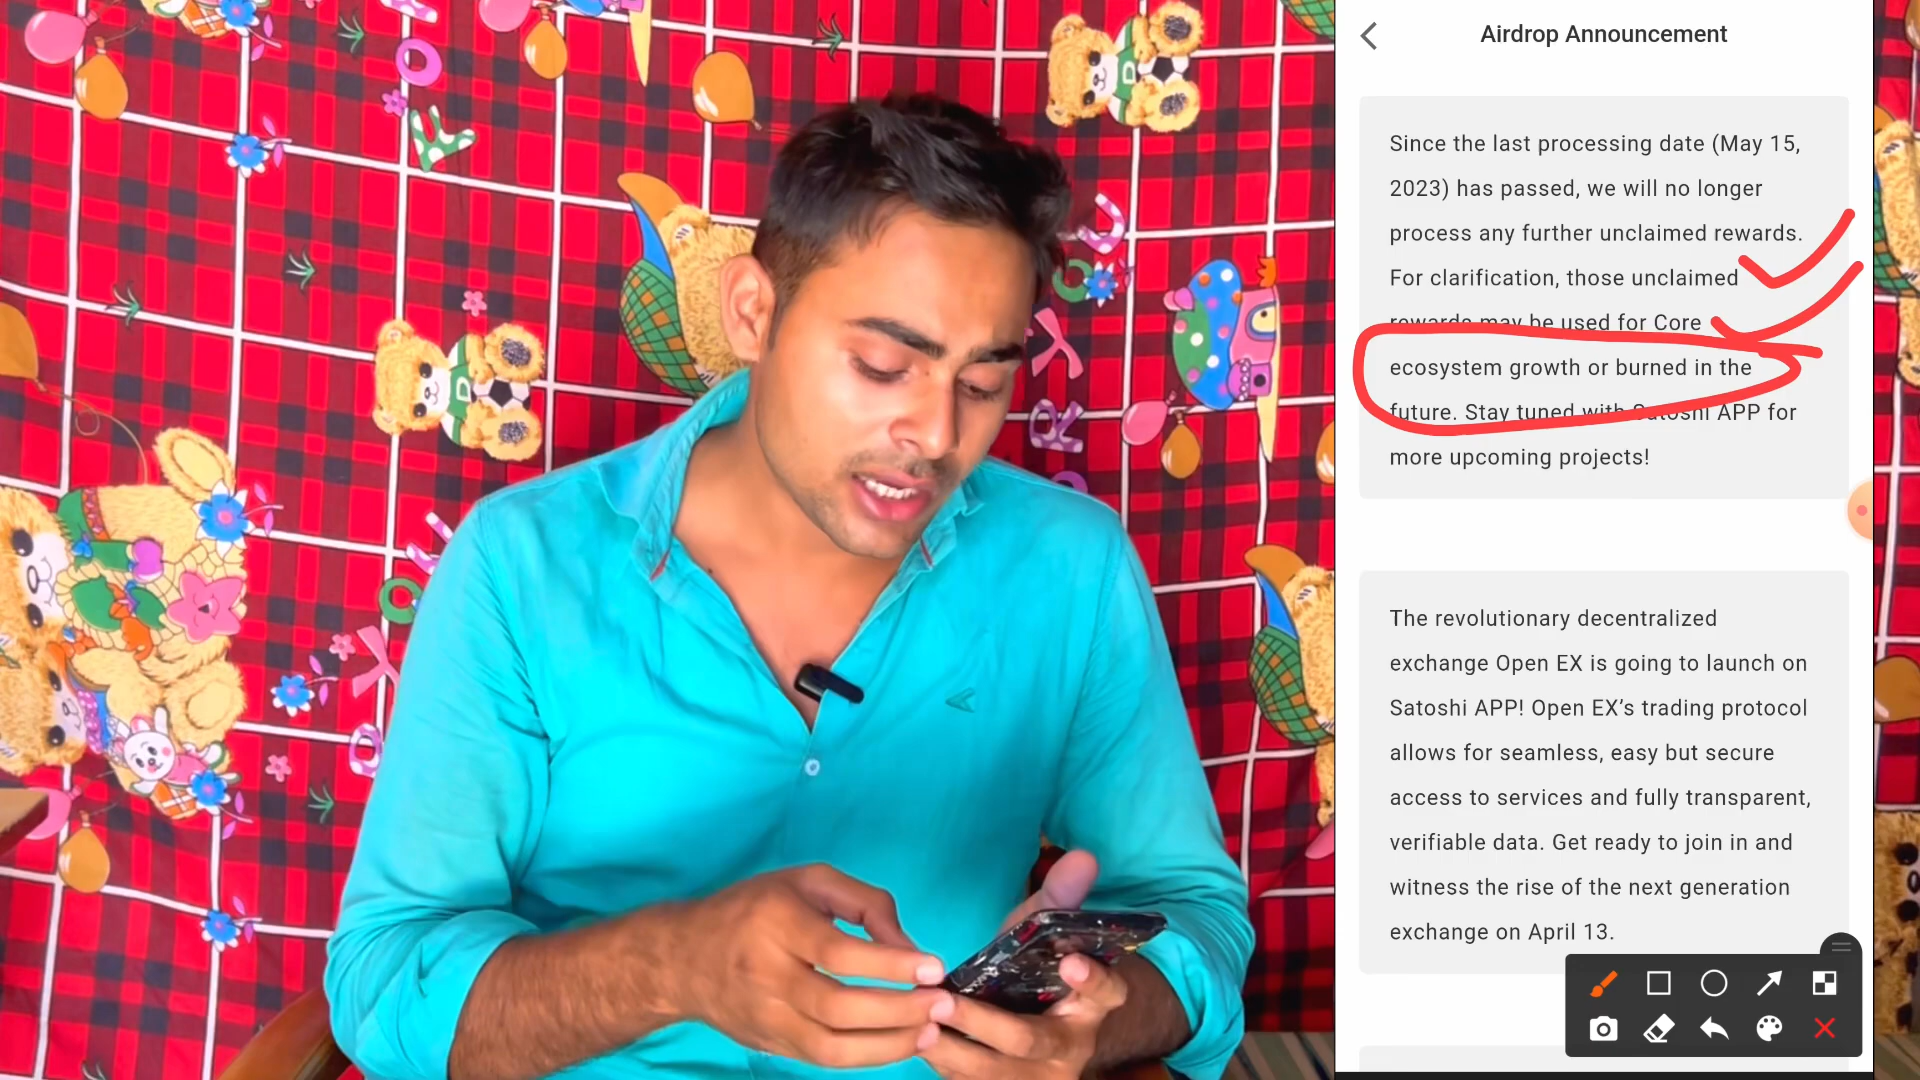 Airdrop Announcement
Since the last processing date (May 15,
2023) has passed, we will no longer
process any further unclaimed rewards.
For clarification, those unclaimed
rewards may be used for Core
ecosystem growth or burned in the
future. Stay tuned with Satoshi APP for
more upcoming projects!
The revolutionary decentralized
exchange Open EX is going to launch on
Satoshi APP! Open EX's trading protocol
allows for seamless, easy but secure
access to services and fully transparent,
verifiable data. Get ready to join in and
witness the rise of the next generation
exchange on April 13.